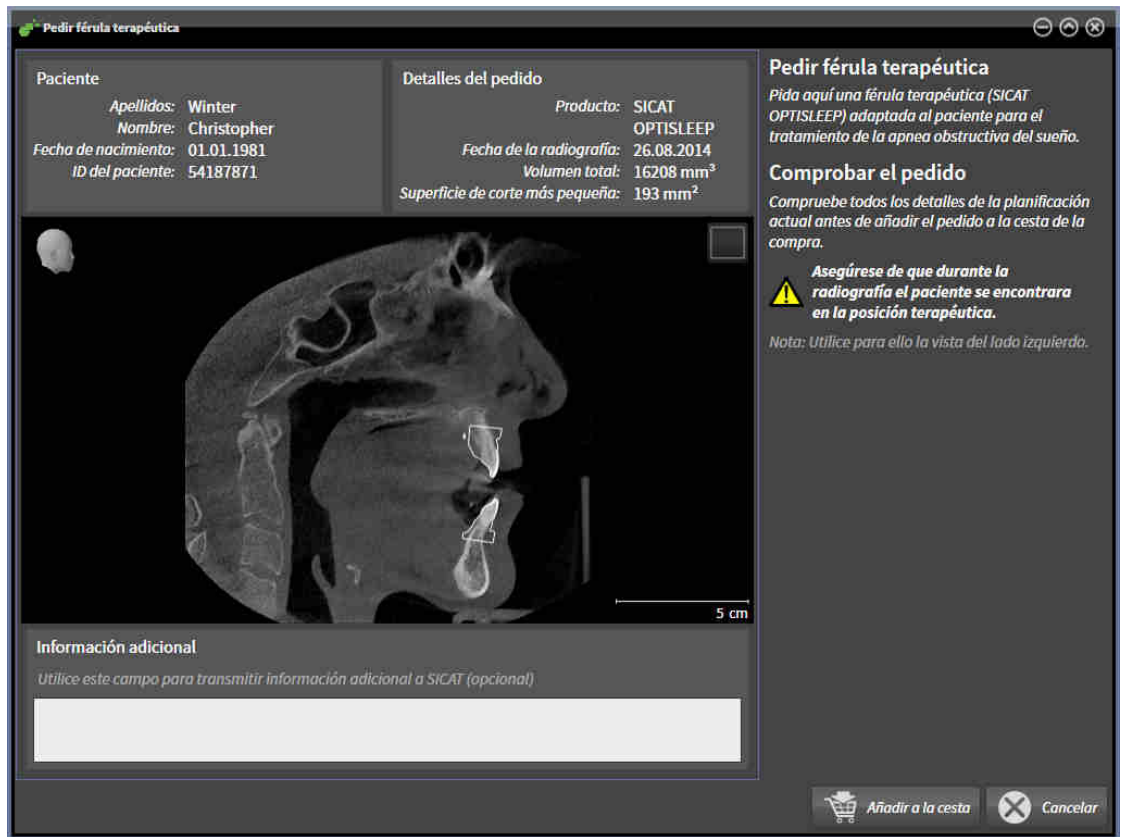 Pedir férula terapéutica
Paciente
Apellidos: Winter
Nombre: Christopher
Fecha de nacimiento: 01.01.1981
ID del paciente: 54187871
Detalles del pedido
Producto: SICAT
OPTISLEEP
Fecha de la radiografía: 26.08.2014
Volumen total: 16208 mm³
Superficie de corte más pequeña: 193 mm²
5 cm
Información adicional
Utilice este campo para transmitir información adicional a SICAT (opcional)
Pedir férula terapéutica
Pida aquí una férula terapéutica (SICAT
OPTISLEEP) adaptada al paciente para el
tratamiento de la apnea obstructiva del sueño.
Comprobar el pedido
Compruebe todos los detalles de la planificación
actual antes de añadir el pedido a la cesta de la
compra.
Asegúrese de que durante la
radiografía el paciente se encontrara
en la posición terapéutica.
Nota: Utilice para ello la vista del lado izquierdo.
Añadir a la cesta
Cancelar